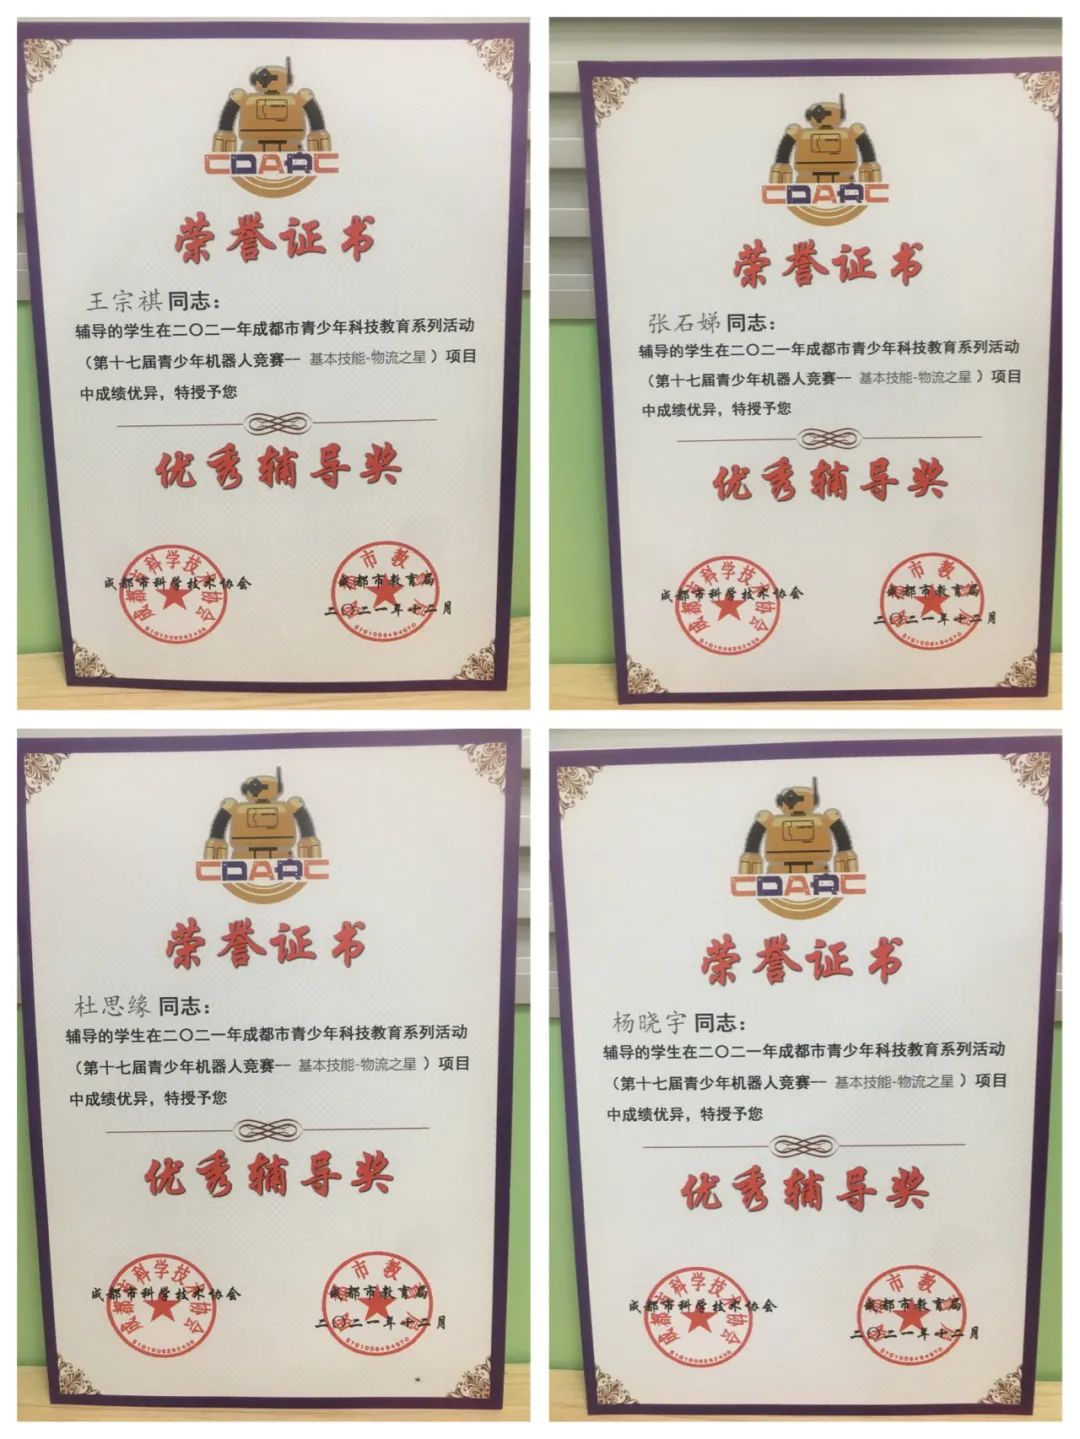 CDARC
荣誉证书
王宗祺同志：
辅导的学生在二〇二一年成都市青少年科技教育系列活动
（第十七届青少年机器人竞赛-- 基本技能-物流之星）项目
中成绩优异，特授予您
优秀辅导奖
成都市科学技术协会
成都市教育局
二〇二一年十二月
CDARC
荣誉证书
张石娣同志：
辅导的学生在二〇二一年成都市青少年科技教育系列活动
（第十七届青少年机器人竞赛-- 基本技能-物流之星）项目
中成绩优异，特授予您
优秀辅导奖
成都市科学技术协会
成都市教育局
二〇二一年十二月
CDARC
荣誉证书
杜思缘同志：
辅导的学生在二〇二一年成都市青少年科技教育系列活动
（第十七届青少年机器人竞赛-- 基本技能-物流之星）项目
中成绩优异，特授予您
优秀辅导奖
成都市科学技术协会
成都市教育局
二〇二一年十二月
CDARC
荣誉证书
杨晓宇同志：
辅导的学生在二〇二一年成都市青少年科技教育系列活动
（第十七届青少年机器人竞赛-- 基本技能-物流之星）项目
中成绩优异，特授予您
优秀辅导奖
成都市科学技术协会
成都市教育局
二〇二一年十二月